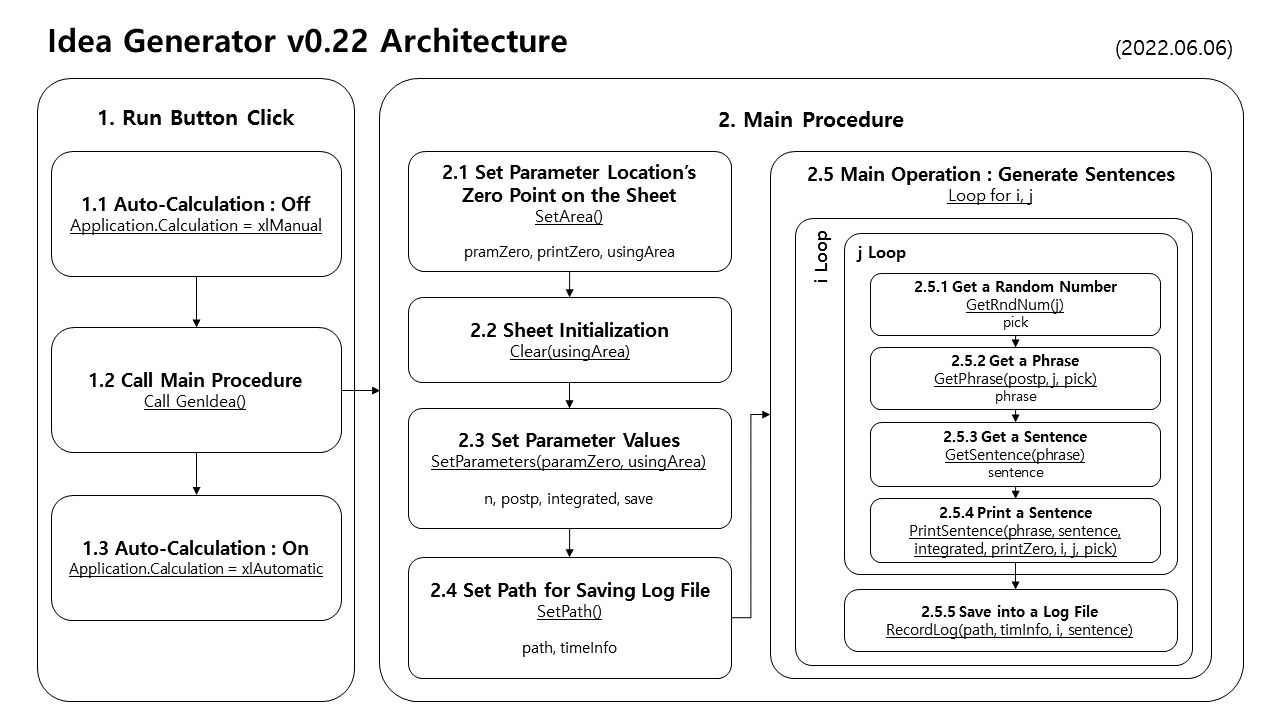 Idea Generator v0.22 Architecture
(2022.06.06)
1. Run Button Click
1.1 Auto-Calculation : Off
Application.Calculation = xlManual
1.2 Call Main Procedure
Call GenIdea()
1.3 Auto-Calculation : On
Application.Calculation = xlAutomatic
2. Main Procedure
2.1 Set Parameter Location's
Zero Point on the Sheet
SetArea()
pramZero, printZero, usingArea
2.2 Sheet Initialization
Clear(usingArea)
2.3 Set Parameter Values
SetParameters(paramZero, usingArea)
n, postp, integrated, save
2.4 Set Path for Saving Log File
SetPath()
path, timeInfo
2.5 Main Operation : Generate Sentences
Loop for i, j
i Loop
j Loop
2.5.1 Get a Random Number
GetRndNum(j)
pick
2.5.2 Get a Phrase
GetPhrase(postp, j, pick)
phrase
2.5.3 Get a Sentence
GetSentence(phrase)
sentence
2.5.4 Print a Sentence
PrintSentence(phrase, sentence,
integrated, printZero, i, j, pick)
2.5.5 Save into a Log File
RecordLog(path, timInfo, i, sentence)